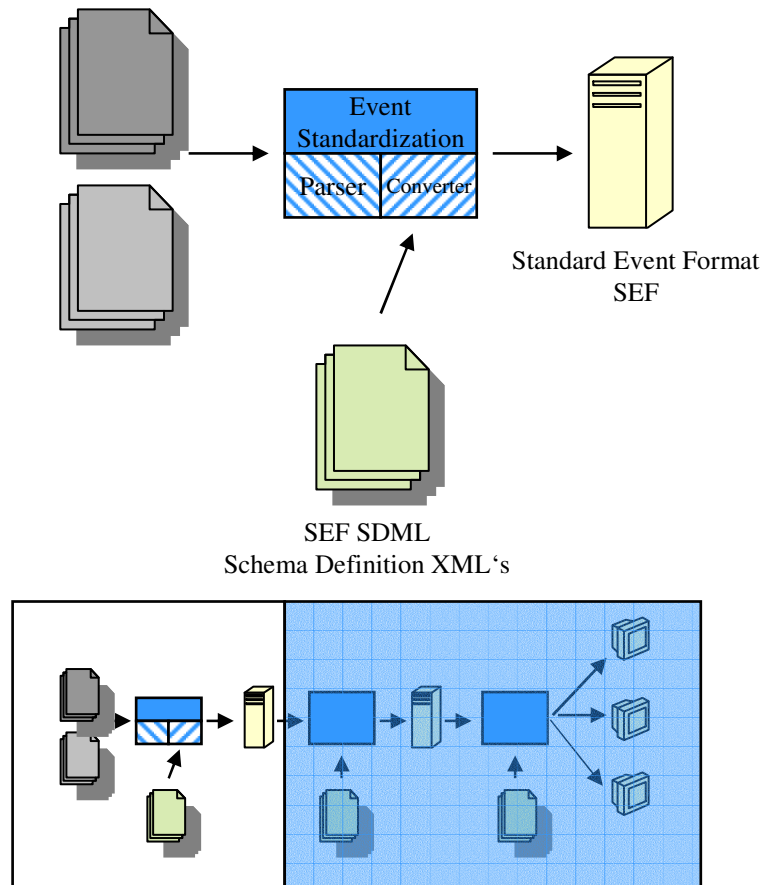 Event
Standardization
Parser
Converter
Standard Event Format
SEF
SEF SDML
Schema Definition XML‘s